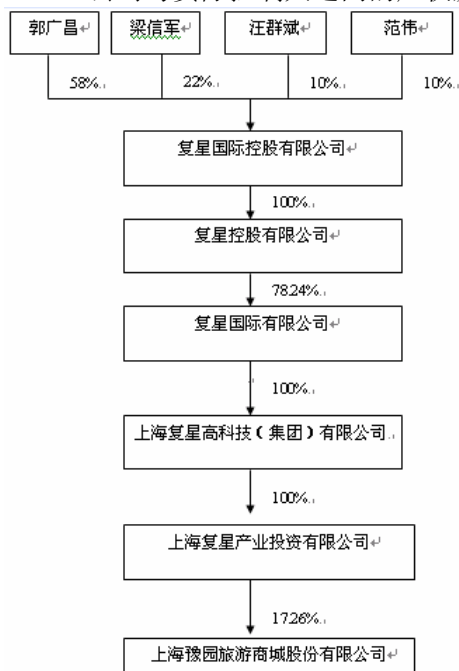 郭广昌 梁信军 汪群斌 范伟
58% 22% 10% 10%
复星国际控股有限公司
100%
复星控股有限公司
78.24%
复星国际有限公司
100%
上海复星高科技（集团）有限公司
100%
上海复星产业投资有限公司
17.26%
上海豫园旅游商城股份有限公司